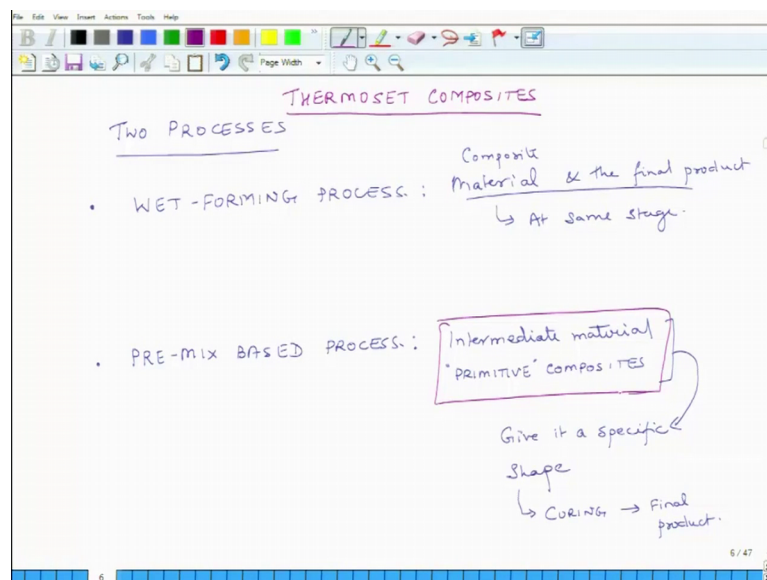 File Edit View Insert Actions Tools Help
B I
Page Width
THERMOSET COMPOSITES
TWO PROCESSES
• WET-FORMING PROCESS. : Composite
Material & the final product
↳ At same stage.
• PRE-MIX BASED PROCESS. : Intermediate material
"PRIMITIVE" COMPOSITES
Give it a specific
shape
↳ CURING → Final
product.
6 / 47
6